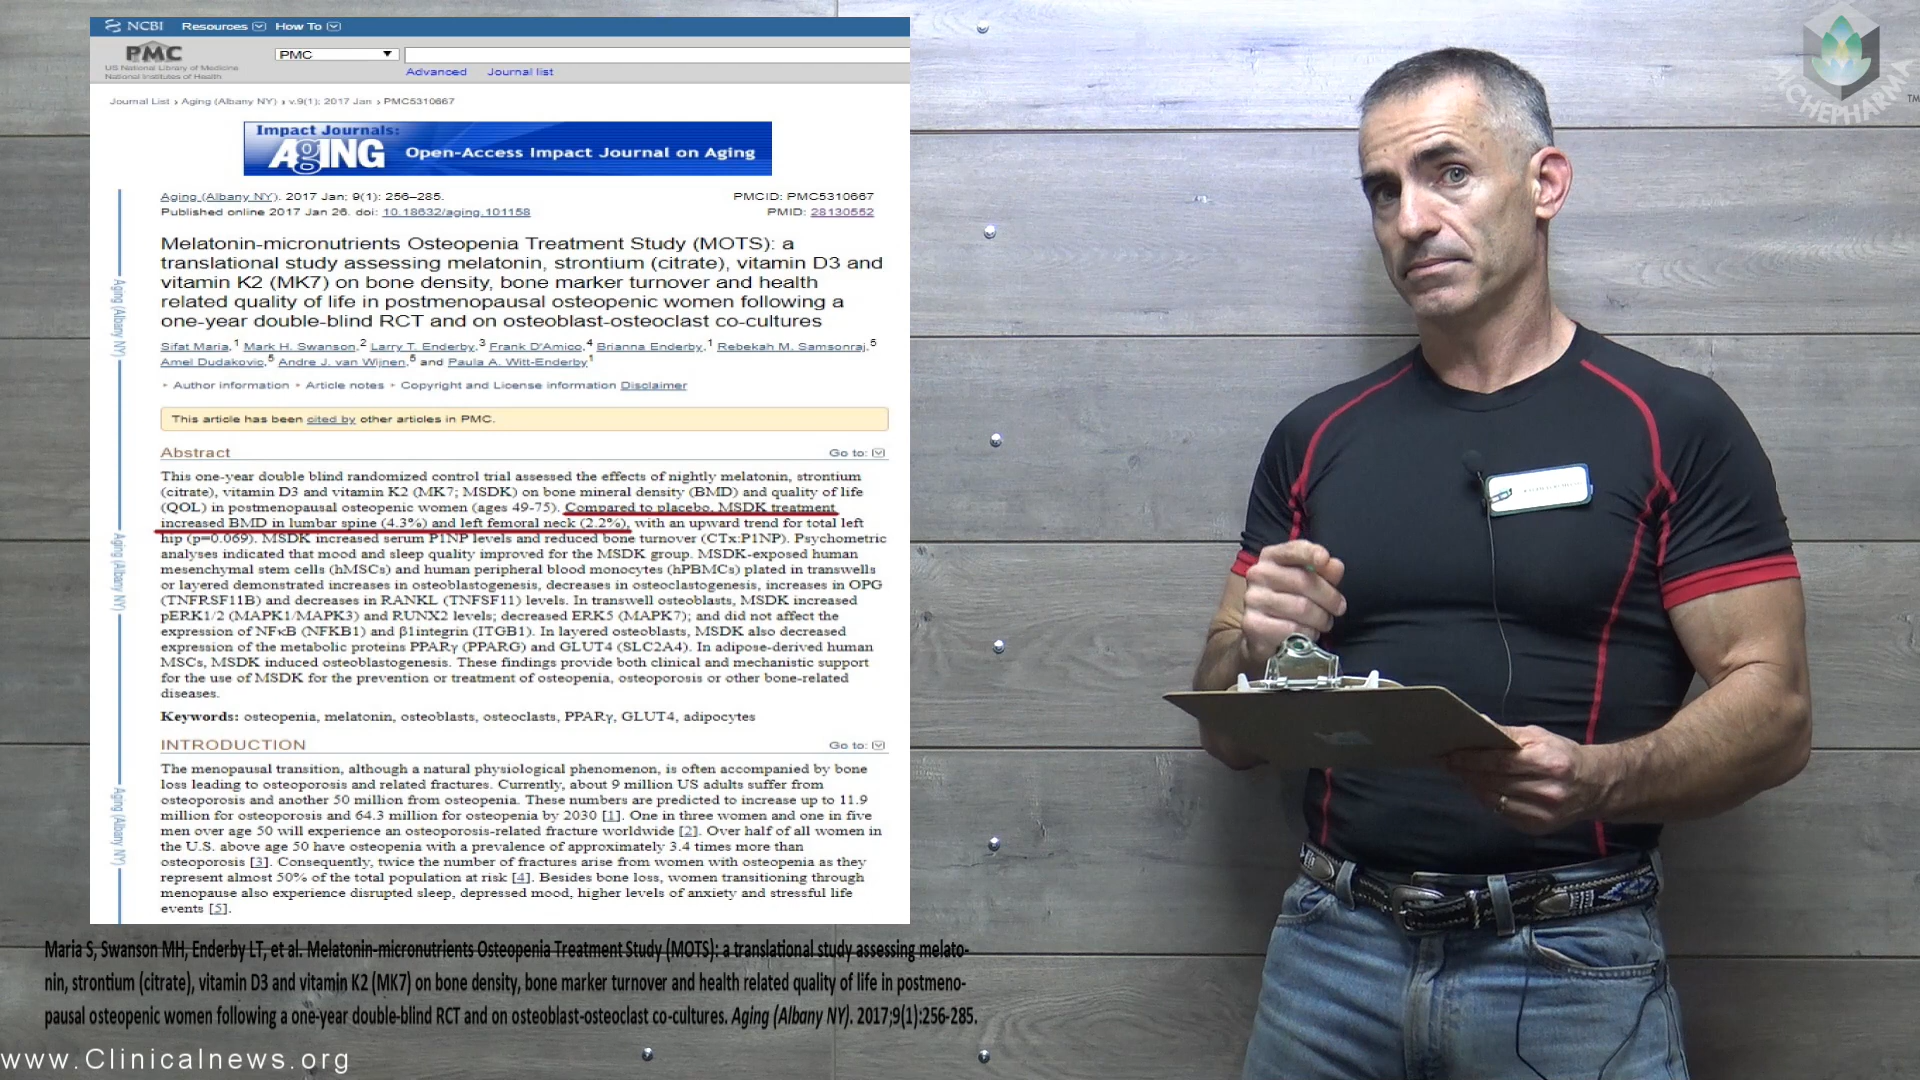 NCBI Resources How To
PMC
US National Library of Medicine
National Institutes of Health
PMC
Advanced Journal list
Journal List › Aging (Albany NY) › v.9(1); 2017 Jan › PMC5310667
Impact Journals:
AgiNG Open-Access Impact Journal on Aging
Aging (Albany NY). 2017 Jan; 9(1): 256–285. PMCID: PMC5310667
Published online 2017 Jan 26. doi: 10.18632/aging.101158 PMID: 28130552
Melatonin-micronutrients Osteopenia Treatment Study (MOTS): a
translational study assessing melatonin, strontium (citrate), vitamin D3 and
vitamin K2 (MK7) on bone density, bone marker turnover and health
related quality of life in postmenopausal osteopenic women following a
one-year double-blind RCT and on osteoblast-osteoclast co-cultures
Sifat Maria,1 Mark H. Swanson,2 Larry T. Enderby,3 Frank D'Amico,4 Brianna Enderby,1 Rebekah M. Samsonraj,5
Amel Dudakovic,5 Andre J. van Wijnen,5 and Paula A. Witt-Enderby1
Author information Article notes Copyright and License information Disclaimer
This article has been cited by other articles in PMC.
Abstract Go to:
This one-year double blind randomized control trial assessed the effects of nightly melatonin, strontium
(citrate), vitamin D3 and vitamin K2 (MK7; MSDK) on bone mineral density (BMD) and quality of life
(QOL) in postmenopausal osteopenic women (ages 49-75). Compared to placebo, MSDK treatment
increased BMD in lumbar spine (4.3%) and left femoral neck (2.2%), with an upward trend for total left
hip (p=0.069). MSDK increased serum P1NP levels and reduced bone turnover (CTx:P1NP). Psychometric
analyses indicated that mood and sleep quality improved for the MSDK group. MSDK-exposed human
mesenchymal stem cells (hMSCs) and human peripheral blood monocytes (hPBMCs) plated in transwells
or layered demonstrated increases in osteoblastogenesis, decreases in osteoclastogenesis, increases in OPG
(TNFRSF11B) and decreases in RANKL (TNFSF11) levels. In transwell osteoblasts, MSDK increased
pERK1/2 (MAPK1/MAPK3) and RUNX2 levels; decreased ERK5 (MAPK7); and did not affect the
expression of NFκB (NFKB1) and β1integrin (ITGB1). In layered osteoblasts, MSDK also decreased
expression of the metabolic proteins PPARγ (PPARG) and GLUT4 (SLC2A4). In adipose-derived human
MSCs, MSDK induced osteoblastogenesis. These findings provide both clinical and mechanistic support
for the use of MSDK for the prevention or treatment of osteopenia, osteoporosis or other bone-related
diseases.
Keywords: osteopenia, melatonin, osteoblasts, osteoclasts, PPARγ, GLUT4, adipocytes
INTRODUCTION Go to:
The menopausal transition, although a natural physiological phenomenon, is often accompanied by bone
loss leading to osteoporosis and related fractures. Currently, about 9 million US adults suffer from
osteoporosis and another 50 million from osteopenia. These numbers are predicted to increase up to 11.9
million for osteoporosis and 64.3 million for osteopenia by 2030 [1]. One in three women and one in five
men over age 50 will experience an osteoporosis-related fracture worldwide [2]. Over half of all women in
the U.S. above age 50 have osteopenia with a prevalence of approximately 3.4 times more than
osteoporosis [3]. Consequently, twice the number of fractures arise from women with osteopenia as they
represent almost 50% of the total population at risk [4]. Besides bone loss, women transitioning through
menopause also experience disrupted sleep, depressed mood, higher levels of anxiety and stressful life
events [5].
Aging (Albany NY)
Aging (Albany NY)
Aging (Albany NY)
Maria S, Swanson MH, Enderby LT, et al. Melatonin-micronutrients Osteopenia Treatment Study (MOTS): a translational study assessing melato-
nin, strontium (citrate), vitamin D3 and vitamin K2 (MK7) on bone density, bone marker turnover and health related quality of life in postmeno-
pausal osteopenic women following a one-year double-blind RCT and on osteoblast-osteoclast co-cultures. Aging (Albany NY). 2017;9(1):256-285.
www.Clinicalnews.org
TM